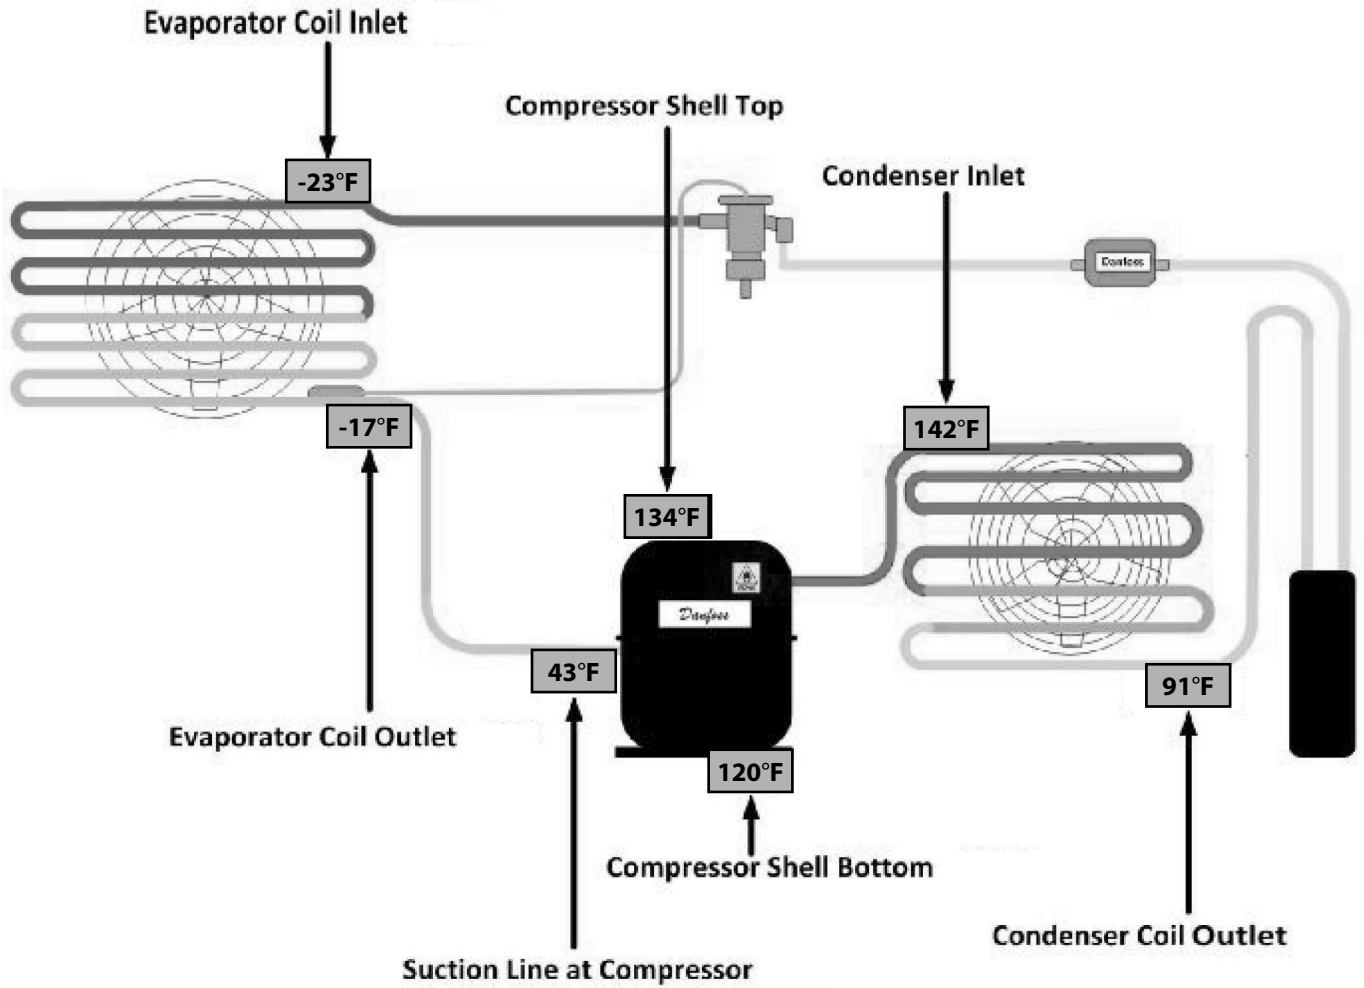 Evaporator Coil Inlet
Compressor Shell Top
-23°F
Condenser Inlet
Danfoss
-17°F
142°F
134°F
Danfoss
43°F
91°F
Evaporator Coil Outlet
120°F
Compressor Shell Bottom
Condenser Coil Outlet
Suction Line at Compressor